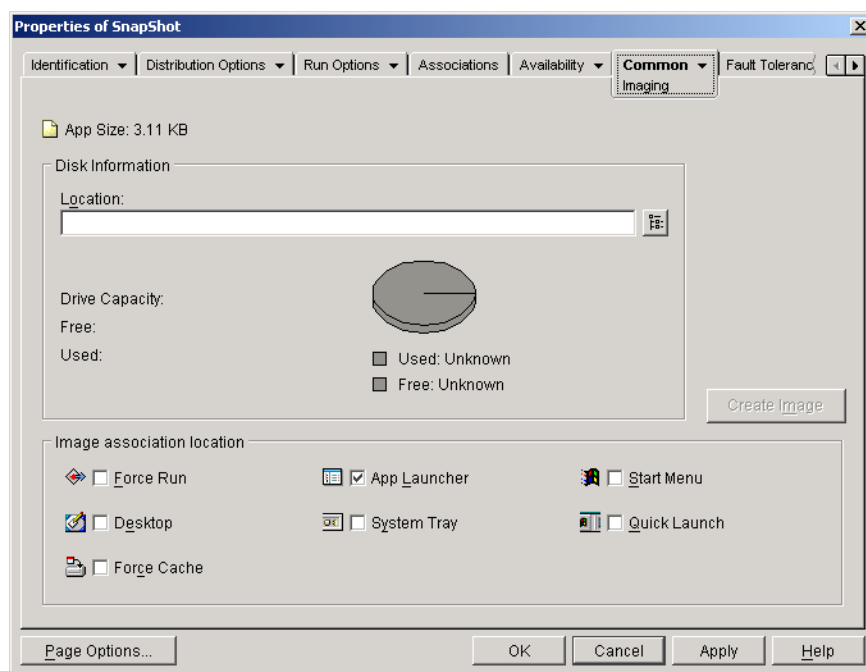 Properties of SnapShot
Identification
Distribution Options
Run Options
Associations
Availability
Common
Fault Toleranc
Imaging
App Size: 3.11 KB
Disk Information
Location:
Drive Capacity:
Free:
Used:
Used: Unknown
Free: Unknown
Create Image
Image association location
Force Run
App Launcher
Start Menu
Desktop
System Tray
Quick Launch
Force Cache
Page Options...
OK
Cancel
Apply
Help